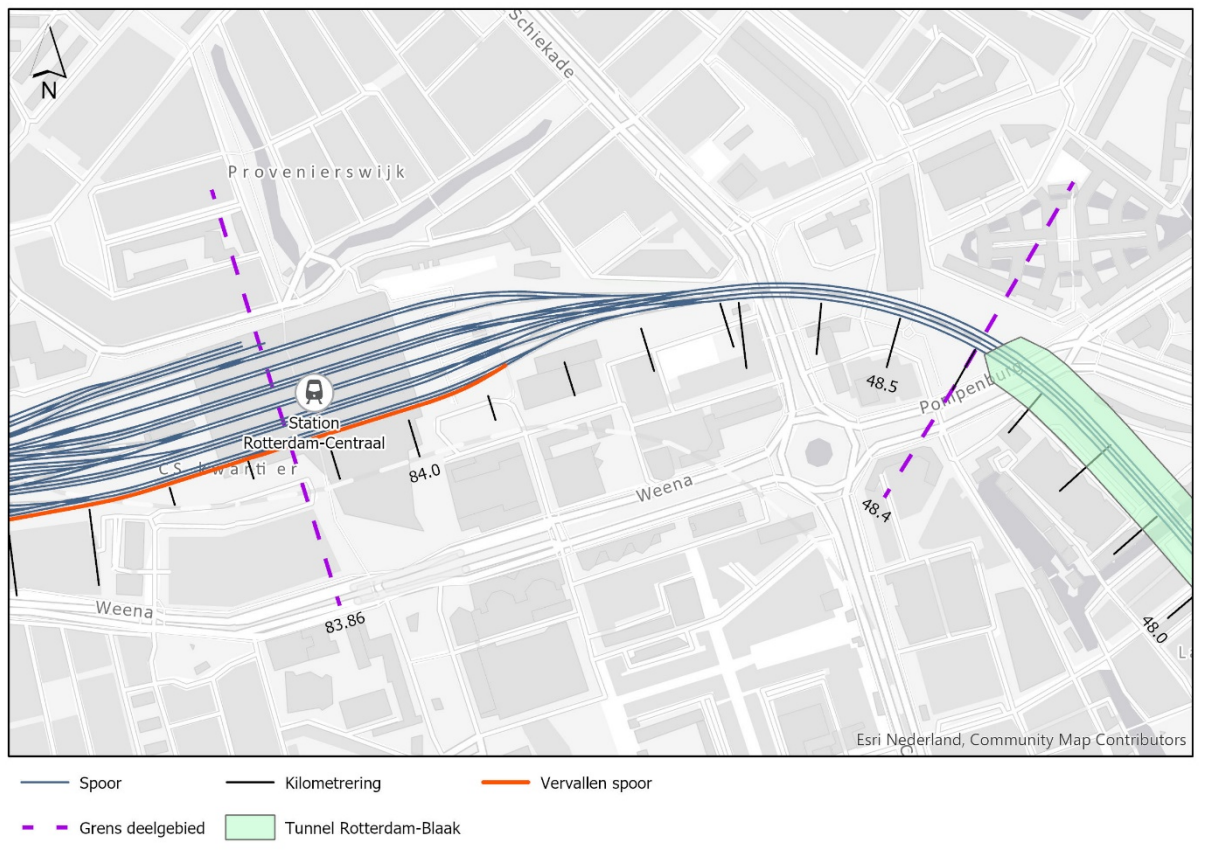 Schiekade
N
Provenierswijk
48.5
Pompenburg
Station
Rotterdam-Centraal
CS kwartier
84.0
Weena
48.4
Weena
83.86
48.0
Esri Nederland, Community Map Contributors
Spoor
Kilometrering
Vervallen spoor
Grens deelgebied
Tunnel Rotterdam-Blaak